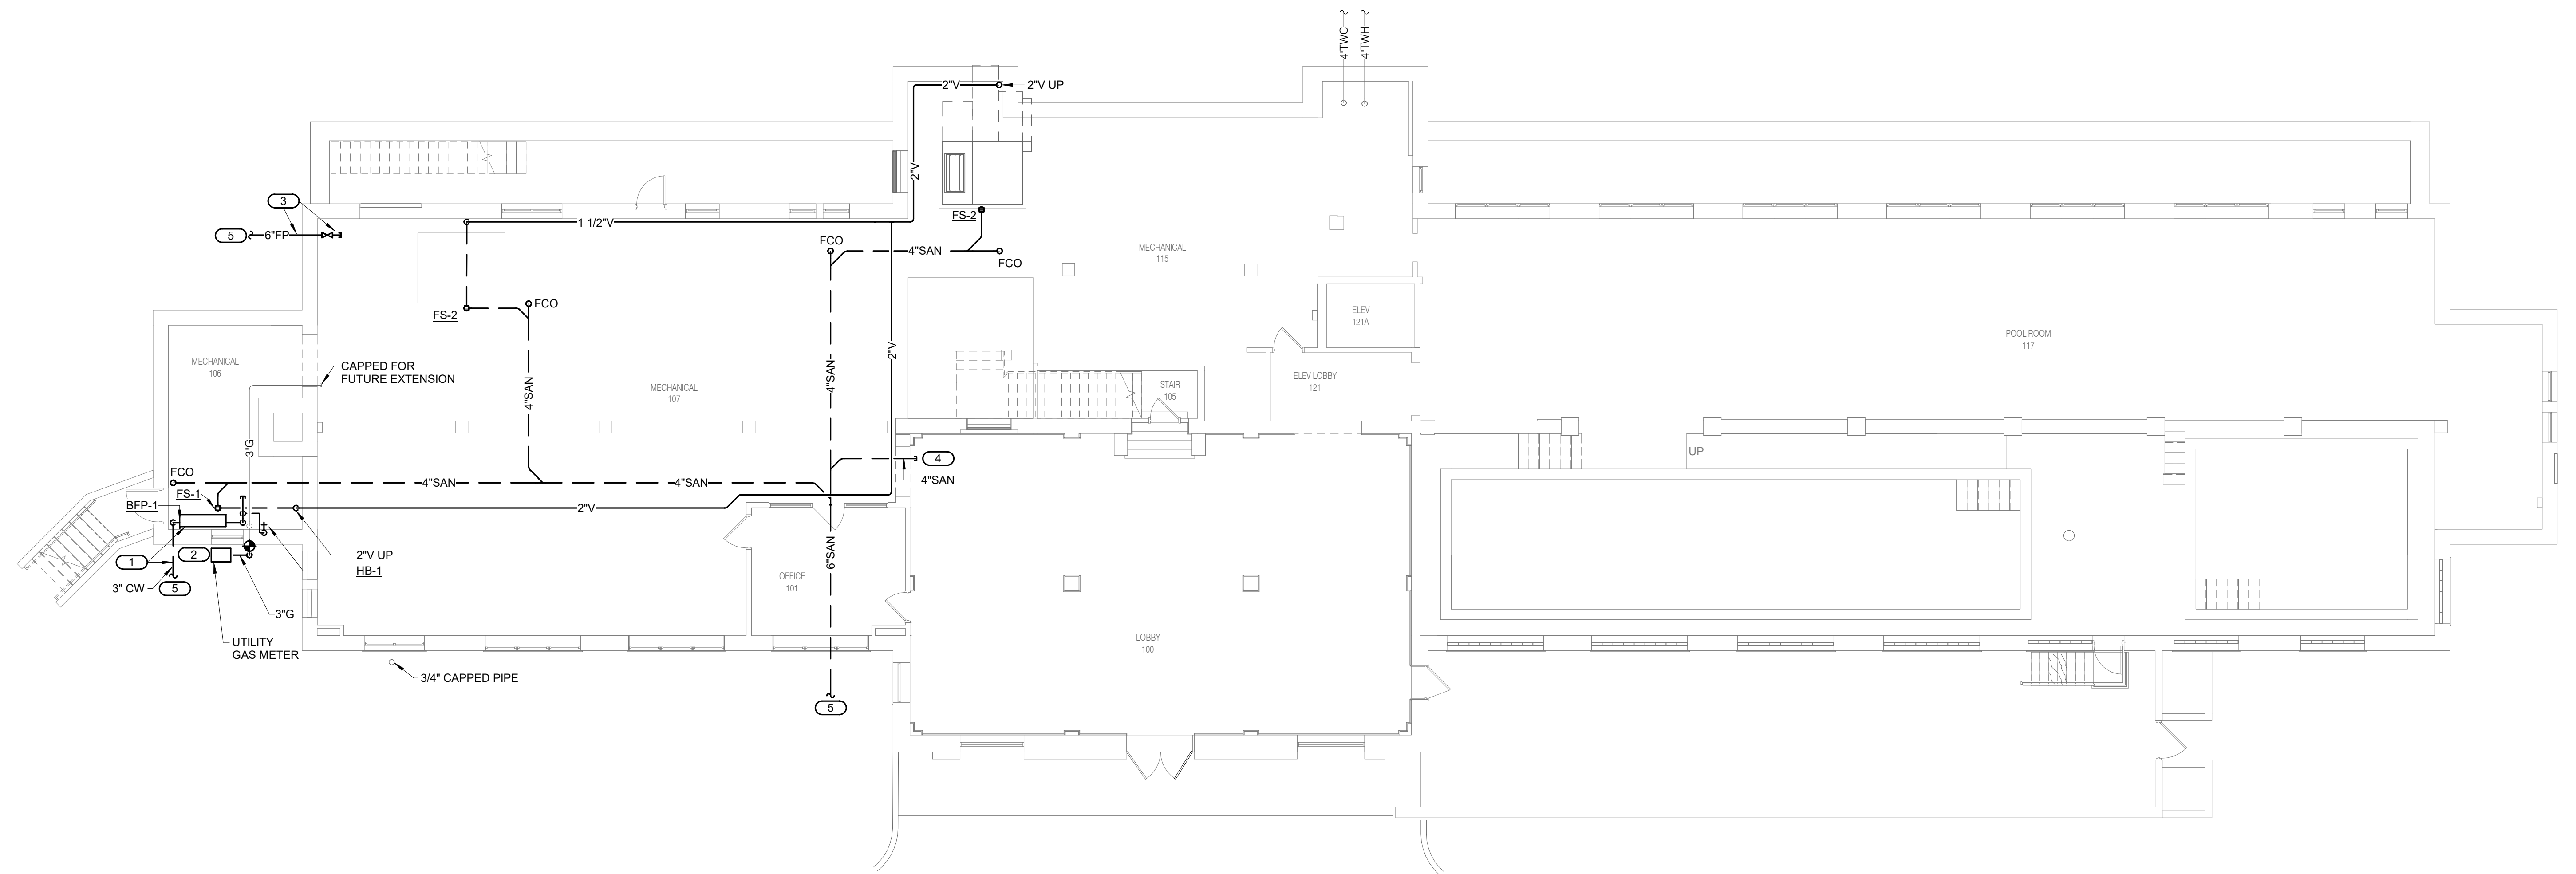 4"TWC
4"TWH
2"V
2"V UP
2"V
3
5
6"FP
1 1/2"V
FS-2
FCO
4"SAN
FCO
MECHANICAL
115
FS-2
FCO
ELEV
121A
POOL ROOM
117
MECHANICAL
106
CAPPED FOR
FUTURE EXTENSION
2"V
4"SAN
4"SAN
MECHANICAL
107
STAIR
105
ELEV LOBBY
121
3"G
UP
4
FCO
4"SAN
4"SAN
4"SAN
FS-1
BFP-1
2"V
2
1
2"V UP
HB-1
6"SAN
3" CW
5
OFFICE
101
3"G
UTILITY
GAS METER
LOBBY
100
3/4" CAPPED PIPE
5